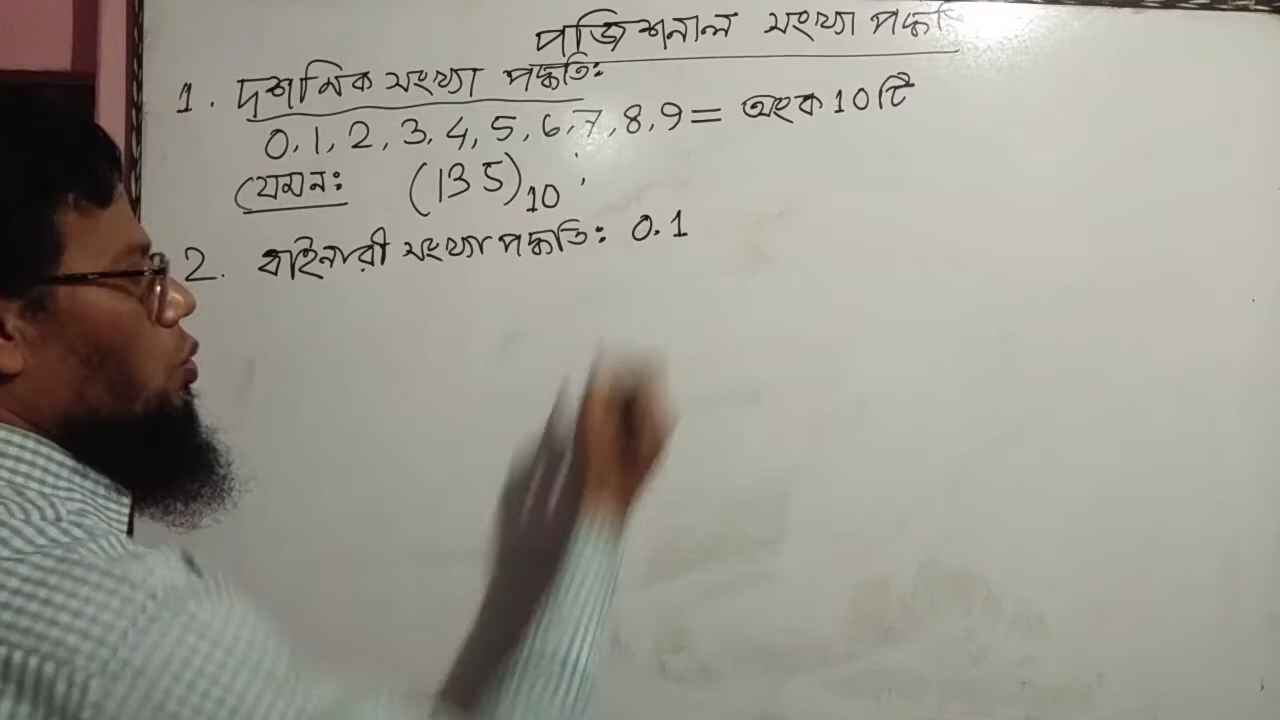 পজিশনাল সংখ্যা পদ্ধতি
1. দশমিক সংখ্যা পদ্ধতিঃ
0, 1, 2, 3, 4, 5, 6, 7, 8, 9 = অংক 10 টি
যেমনঃ (135)10
2. বাইনারী সংখ্যা পদ্ধতিঃ 0.1